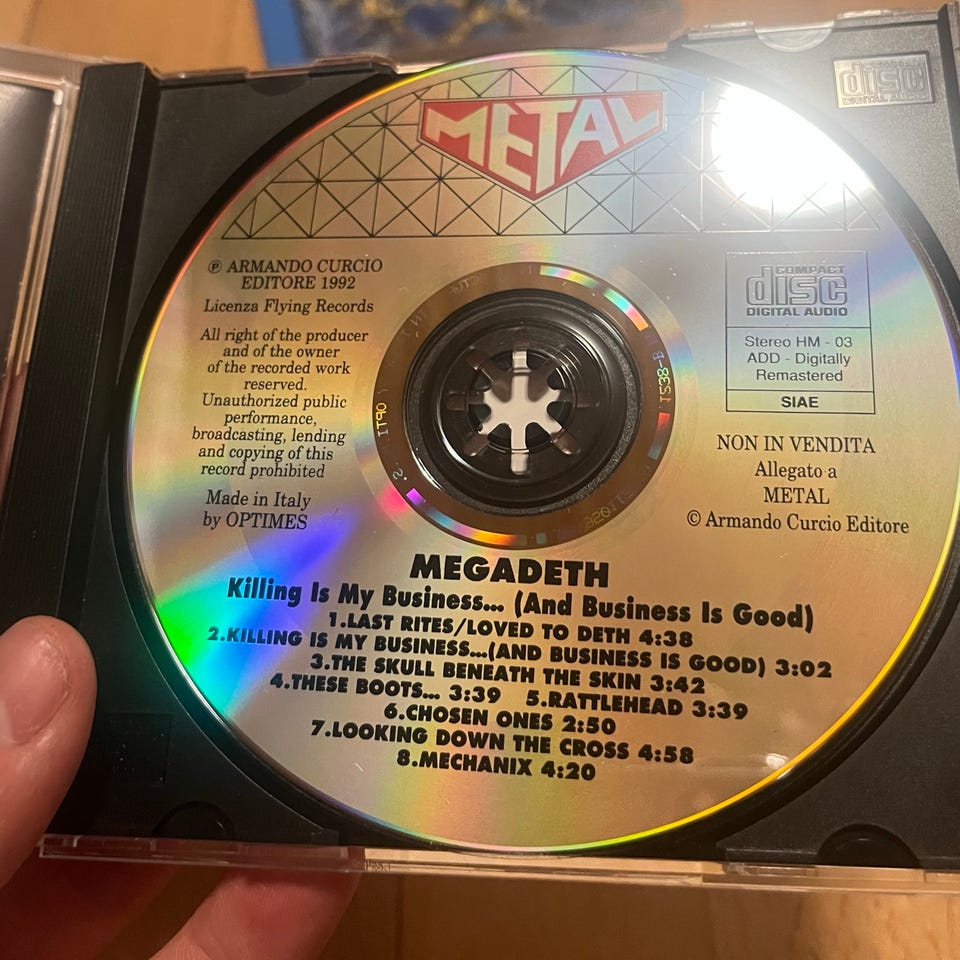 METAL
disc
DIGITAL AUDIO
℗ ARMANDO CURCIO
EDITORE 1992
Licenza Flying Records
All right of the producer
and of the owner
of the recorded work
reserved.
Unauthorized public
performance,
broadcasting, lending
and copying of this
record prohibited
Made in Italy
by OPTIMES
COMPACT
disc
DIGITAL AUDIO
Stereo HM - 03
ADD - Digitally
Remastered
SIAE
NON IN VENDITA
Allegato a
METAL
© Armando Curcio Editore
MEGADETH
Killing Is My Business... (And Business Is Good)
1.LAST RITES/LOVED TO DETH 4:38
2.KILLING IS MY BUSINESS...(AND BUSINESS IS GOOD) 3:02
3.THE SKULL BENEATH THE SKIN 3:42
4.THESE BOOTS... 3:39 5.RATTLEHEAD 3:39
6.CHOSEN ONES 2:50
7.LOOKING DOWN THE CROSS 4:58
8.MECHANIX 4:20